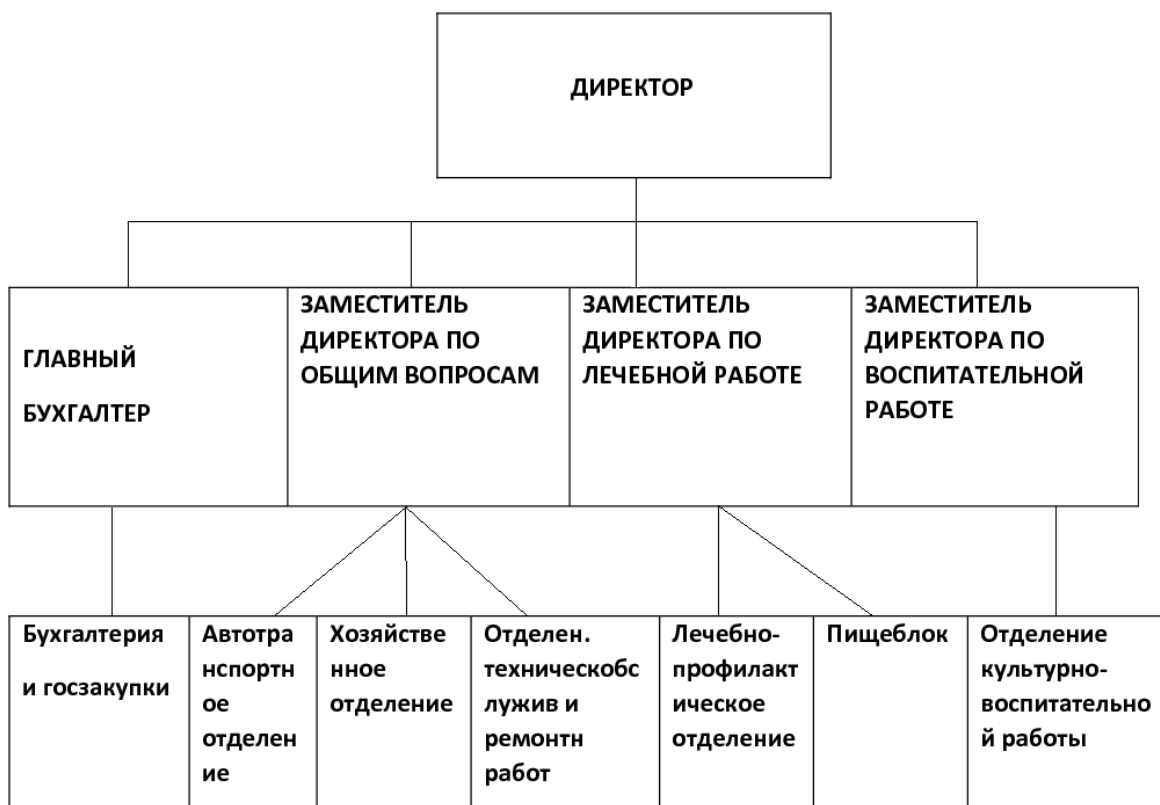 ДИРЕКТОР
ГЛАВНЫЙ
БУХГАЛТЕР
ЗАМЕСТИТЕЛЬ
ДИРЕКТОРА ПО
ОБЩИМ ВОПРОСАМ
ЗАМЕСТИТЕЛЬ
ДИРЕКТОРА ПО
ЛЕЧЕБНОЙ РАБОТЕ
ЗАМЕСТИТЕЛЬ
ДИРЕКТОРА ПО
ВОСПИТАТЕЛЬНОЙ
РАБОТЕ
Бухгалтерия
и госзакупки
Автотра
нспортно
ое
отделен
ие
Хозяйстве
нное
отделение
Отделен.
техническобс
лужив и
ремонтн
работ
Лечебно-
профилакт
ическое
отделение
Пищеблок
Отделение
культурно-
воспитательно
й работы